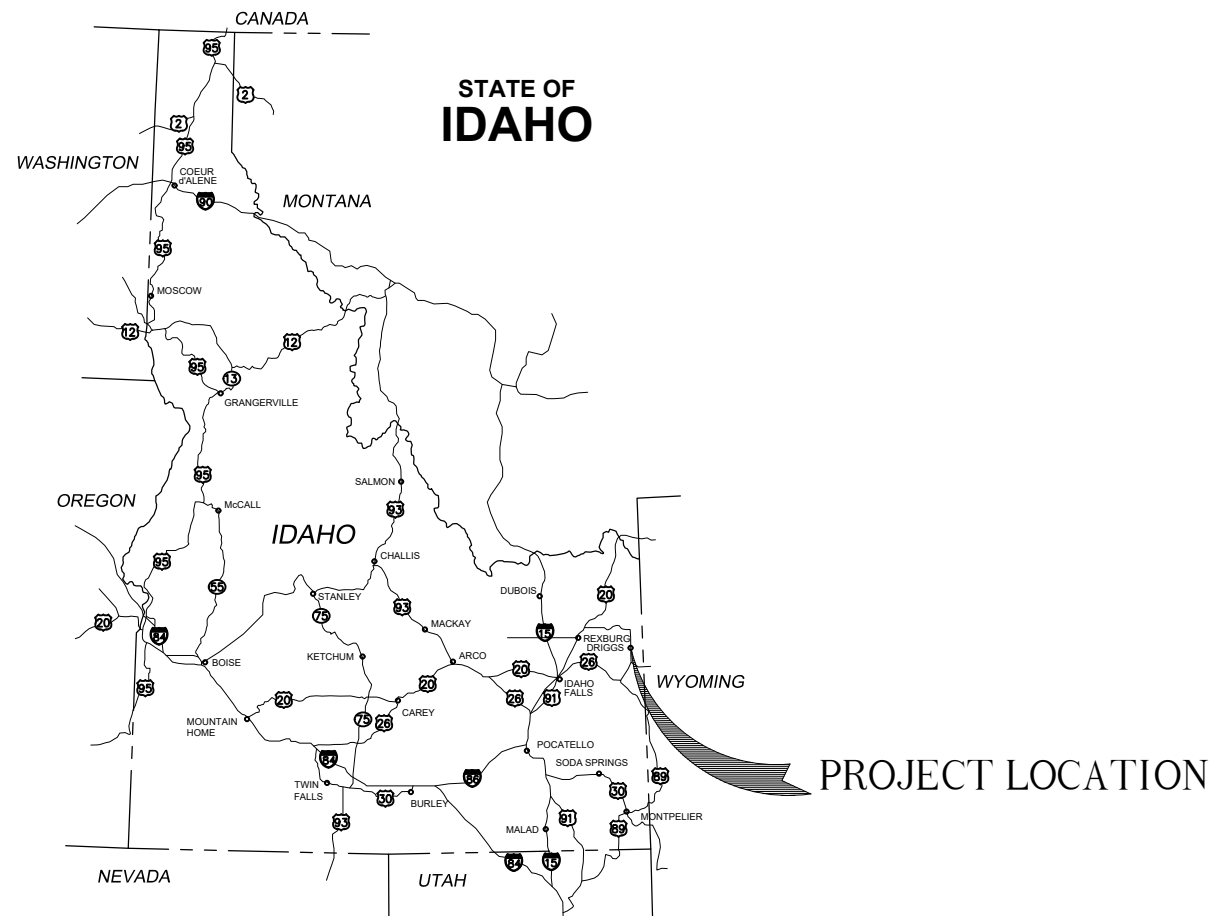 CANADA
95
STATE OF
IDAHO
2
2
95
WASHINGTON
COEUR
d'ALENE
90
MONTANA
95
MOSCOW
12
12
95
13
GRANGERVILLE
95
SALMON
OREGON
McCALL
93
IDAHO
CHALLIS
95
55
DUBOIS
20
STANLEY
93
75
20
MACKAY
15
84
REXBURG
DRIGGS
KETCHUM
ARCO
BOISE
20
26
IDAHO
FALLS
WYOMING
95
20
20
26
91
CAREY
MOUNTAIN
HOME
75
26
POCATELLO
84
SODA SPRINGS
86
89
PROJECT LOCATION
TWIN
FALLS
30
30
BURLEY
MONTPELIER
93
91
MALAD
89
84
15
NEVADA
UTAH